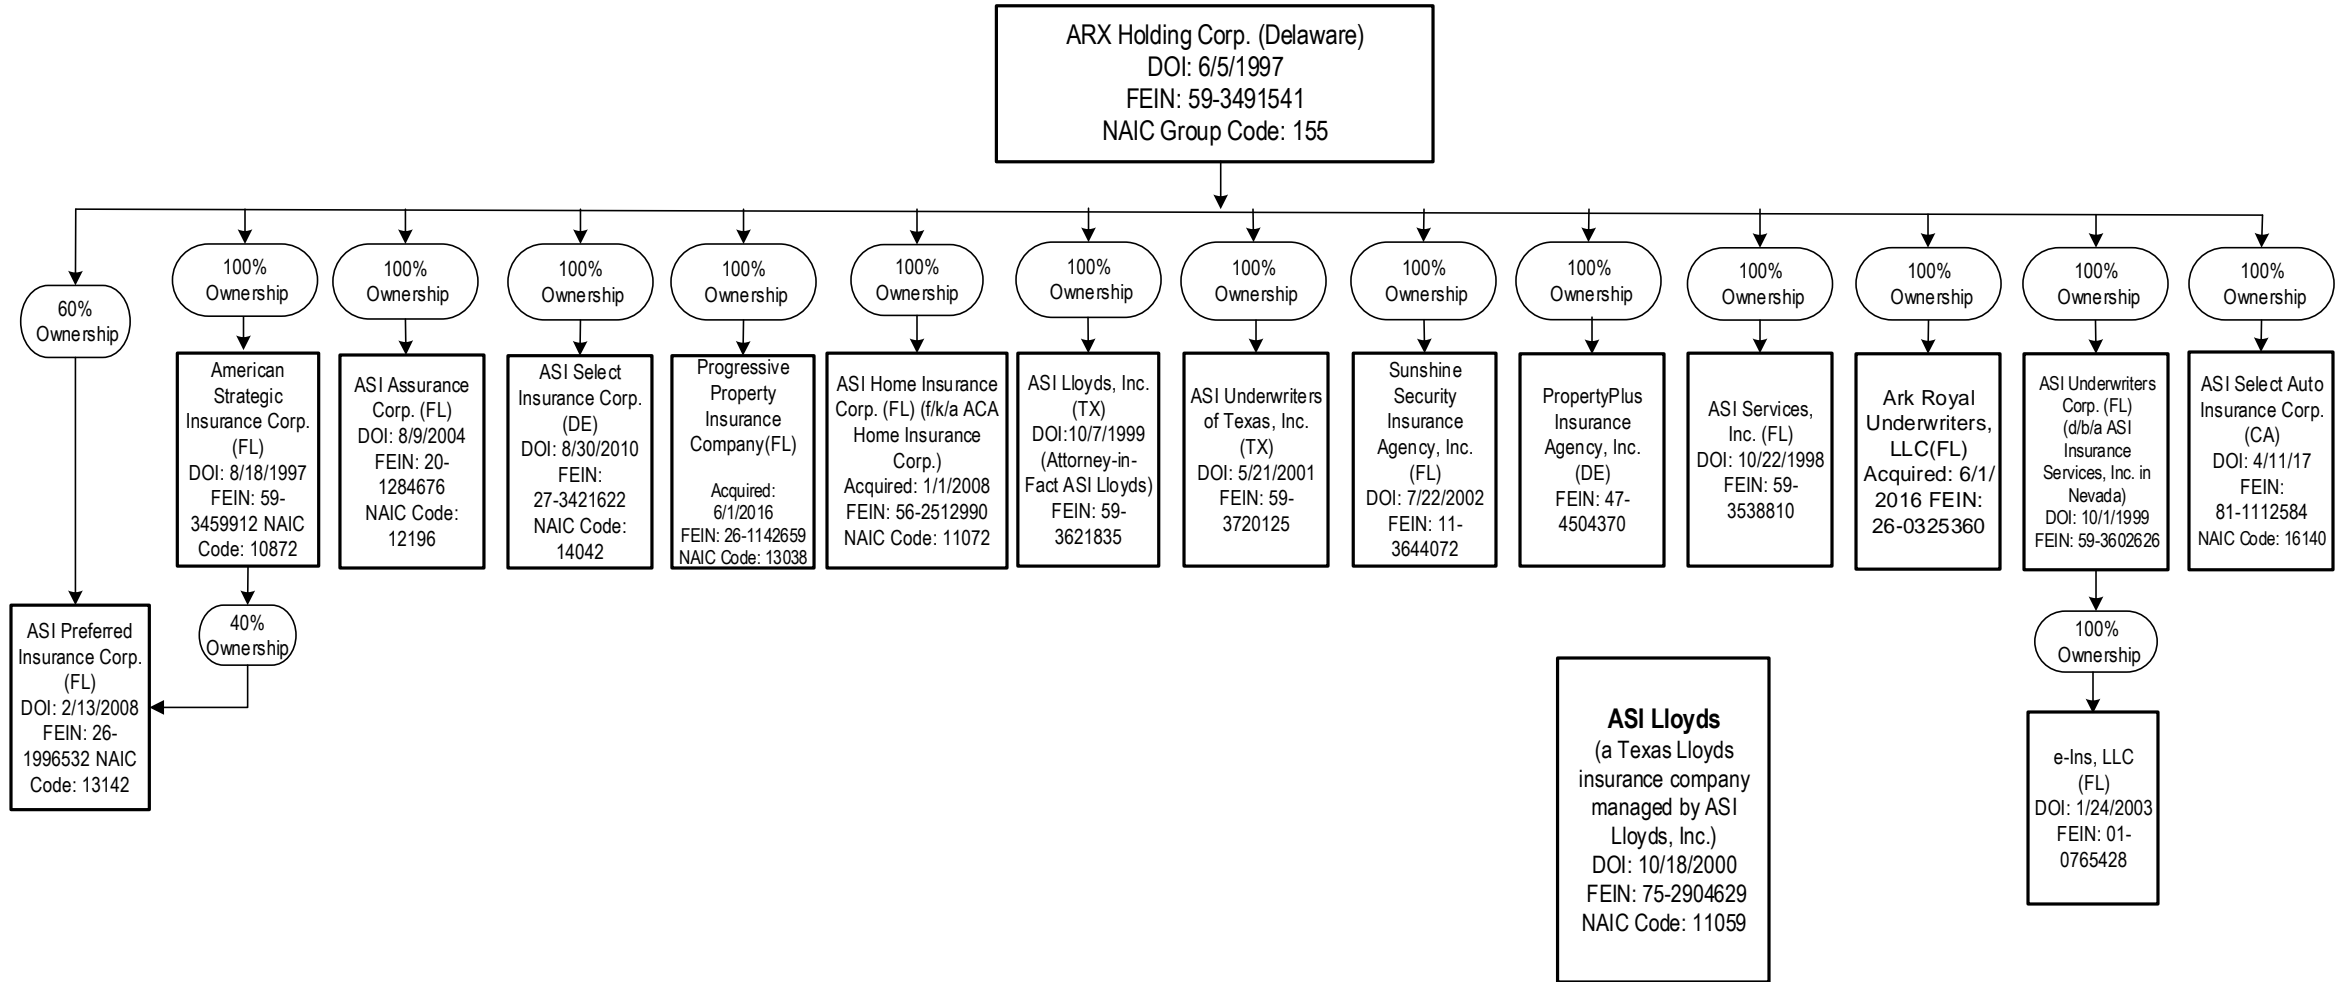 ARX Holding Corp. (Delaware)
DOI: 6/5/1997
FEIN: 59-3491541
NAIC Group Code: 155
60%
Ownership
100%
Ownership
100%
Ownership
100%
Ownership
100%
Ownership
100%
Ownership
100%
Ownership
100%
Ownership
100%
Ownership
100%
Ownership
100%
Ownership
100%
Ownership
100%
Ownership
100%
Ownership
American
Strategic
Insurance Corp.
(FL)
DOI: 8/18/1997
FEIN: 59-
3459912 NAIC
Code: 10872
ASI Assurance
Corp. (FL)
DOI: 8/9/2004
FEIN: 20-
1284676
NAIC Code:
12196
ASI Select
Insurance Corp.
(DE)
DOI: 8/30/2010
FEIN:
27-3421622
NAIC Code:
14042
Progressive
Property
Insurance
Company(FL)
Acquired:
6/1/2016
FEIN: 26-1142659
NAIC Code: 13038
ASI Home Insurance
Corp. (FL) (f/k/a ACA
Home Insurance
Corp.)
Acquired: 1/1/2008
FEIN: 56-2512990
NAIC Code: 11072
ASI Lloyds, Inc.
(TX)
DOI:10/7/1999
(Attorney-in-
Fact ASI Lloyds)
FEIN: 59-
3621835
ASI Underwriters
of Texas, Inc.
(TX)
DOI: 5/21/2001
FEIN: 59-
3720125
Sunshine
Security
Insurance
Agency, Inc.
(FL)
DOI: 7/22/2002
FEIN: 11-
3644072
PropertyPlus
Insurance
Agency, Inc.
(DE)
FEIN: 47-
4504370
ASI Services,
Inc. (FL)
DOI: 10/22/1998
FEIN: 59-
3538810
Ark Royal
Underwriters,
LLC(FL)
Acquired: 6/1/
2016 FEIN:
26-0325360
ASI Underwriters
Corp. (FL)
(d/b/a ASI
Insurance
Services, Inc. in
Nevada)
DOI: 10/1/1999
FEIN: 59-3602626
ASI Select Auto
Insurance Corp.
(CA)
DOI: 4/11/17
FEIN:
81-1112584
NAIC Code: 16140
ASI Preferred
Insurance Corp.
(FL)
DOI: 2/13/2008
FEIN: 26-
1996532 NAIC
Code: 13142
40%
Ownership
100%
Ownership
ASI Lloyds
(a Texas Lloyds
insurance company
managed by ASI
Lloyds, Inc.)
DOI: 10/18/2000
FEIN: 75-2904629
NAIC Code: 11059
e-Ins, LLC
(FL)
DOI: 1/24/2003
FEIN: 01-
0765428